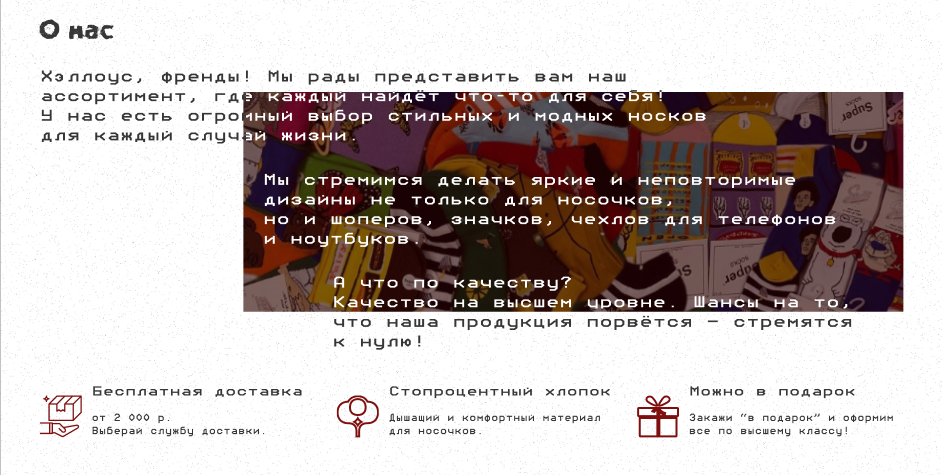 О нас
Хэллоус, френды! Мы рады представить вам наш
ассортимент, где каждый найдёт что-то для себя!
У нас есть огромный выбор стильных и модных носков
для каждый случай жизни.
Мы стремимся делать яркие и неповторимые
дизайны не только для носочков,
но и шоперов, значков, чехлов для телефонов
и ноутбуков.
А что по качеству?
Качество на высшем уровне. Шансы на то,
что наша продукция порвётся – стремятся
к нулю!
Бесплатная доставка
от 2 000 р.
Выберай службу доставки.
Стопроцентный хлопок
Дышащий и комфортный материал
для носочков.
Можно в подарок
Закажи "в подарок" и оформим
все по высшему классу!
Super
Super